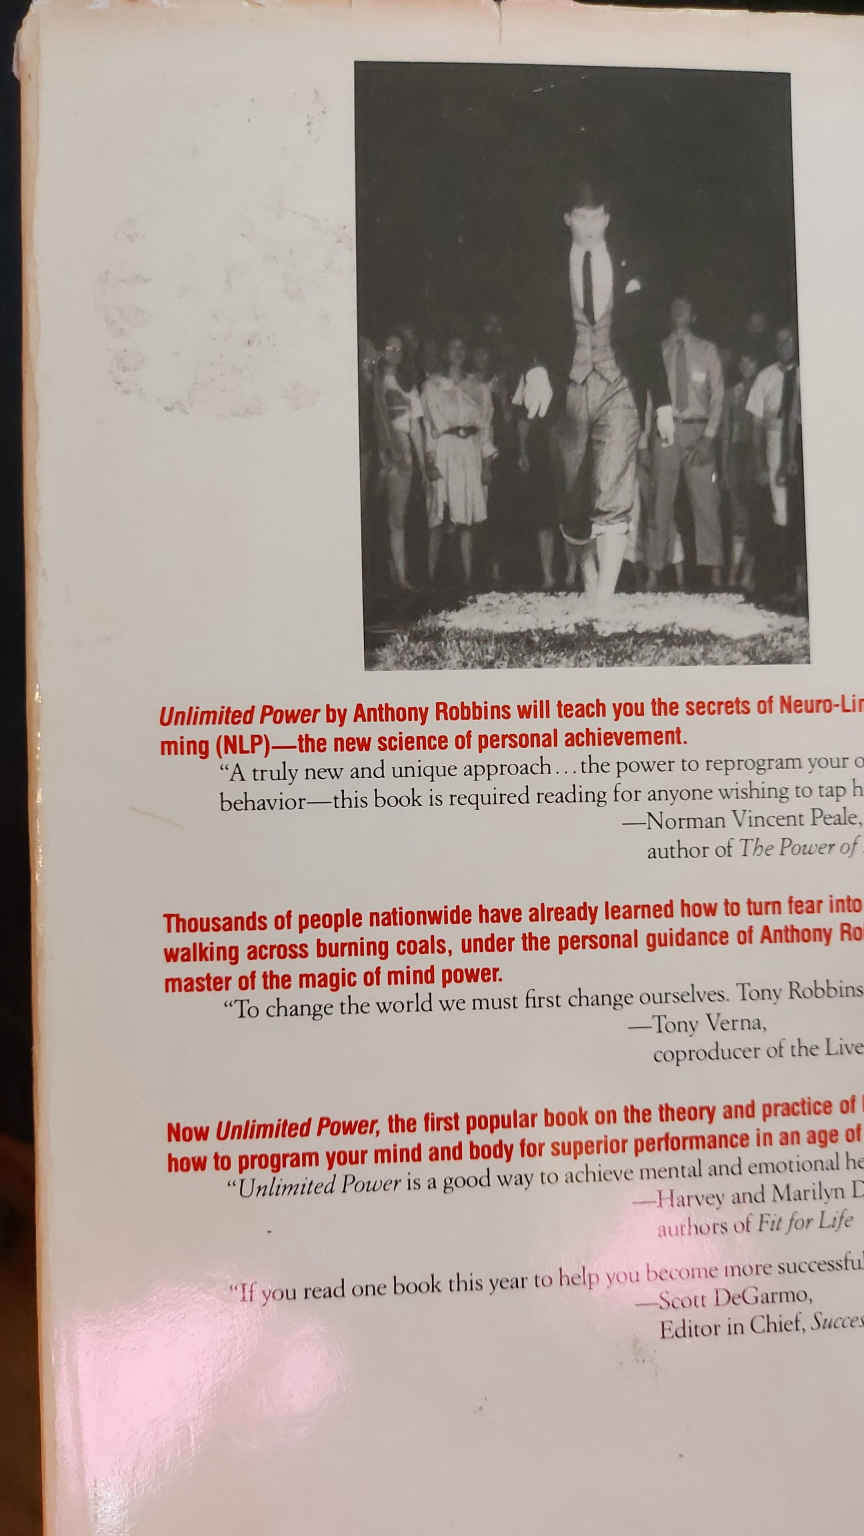 Unlimited Power by Anthony Robbins will teach you the secrets of Neuro-Lin
ming (NLP)—the new science of personal achievement.
“A truly new and unique approach...the power to reprogram your o
behavior—this book is required reading for anyone wishing to tap h
—Norman Vincent Peale,
author of The Power of
Thousands of people nationwide have already learned how to turn fear into
walking across burning coals, under the personal guidance of Anthony Ro
master of the magic of mind power.
“To change the world we must first change ourselves. Tony Robbins
—Tony Verna,
coproducer of the Live
Now Unlimited Power, the first popular book on the theory and practice of
how to program your mind and body for superior performance in an age of
“Unlimited Power is a good way to achieve mental and emotional he
—Harvey and Marilyn D
authors of Fit for Life
“If you read one book this year to help you become more successful
—Scott DeGarmo,
Editor in Chief, Succes